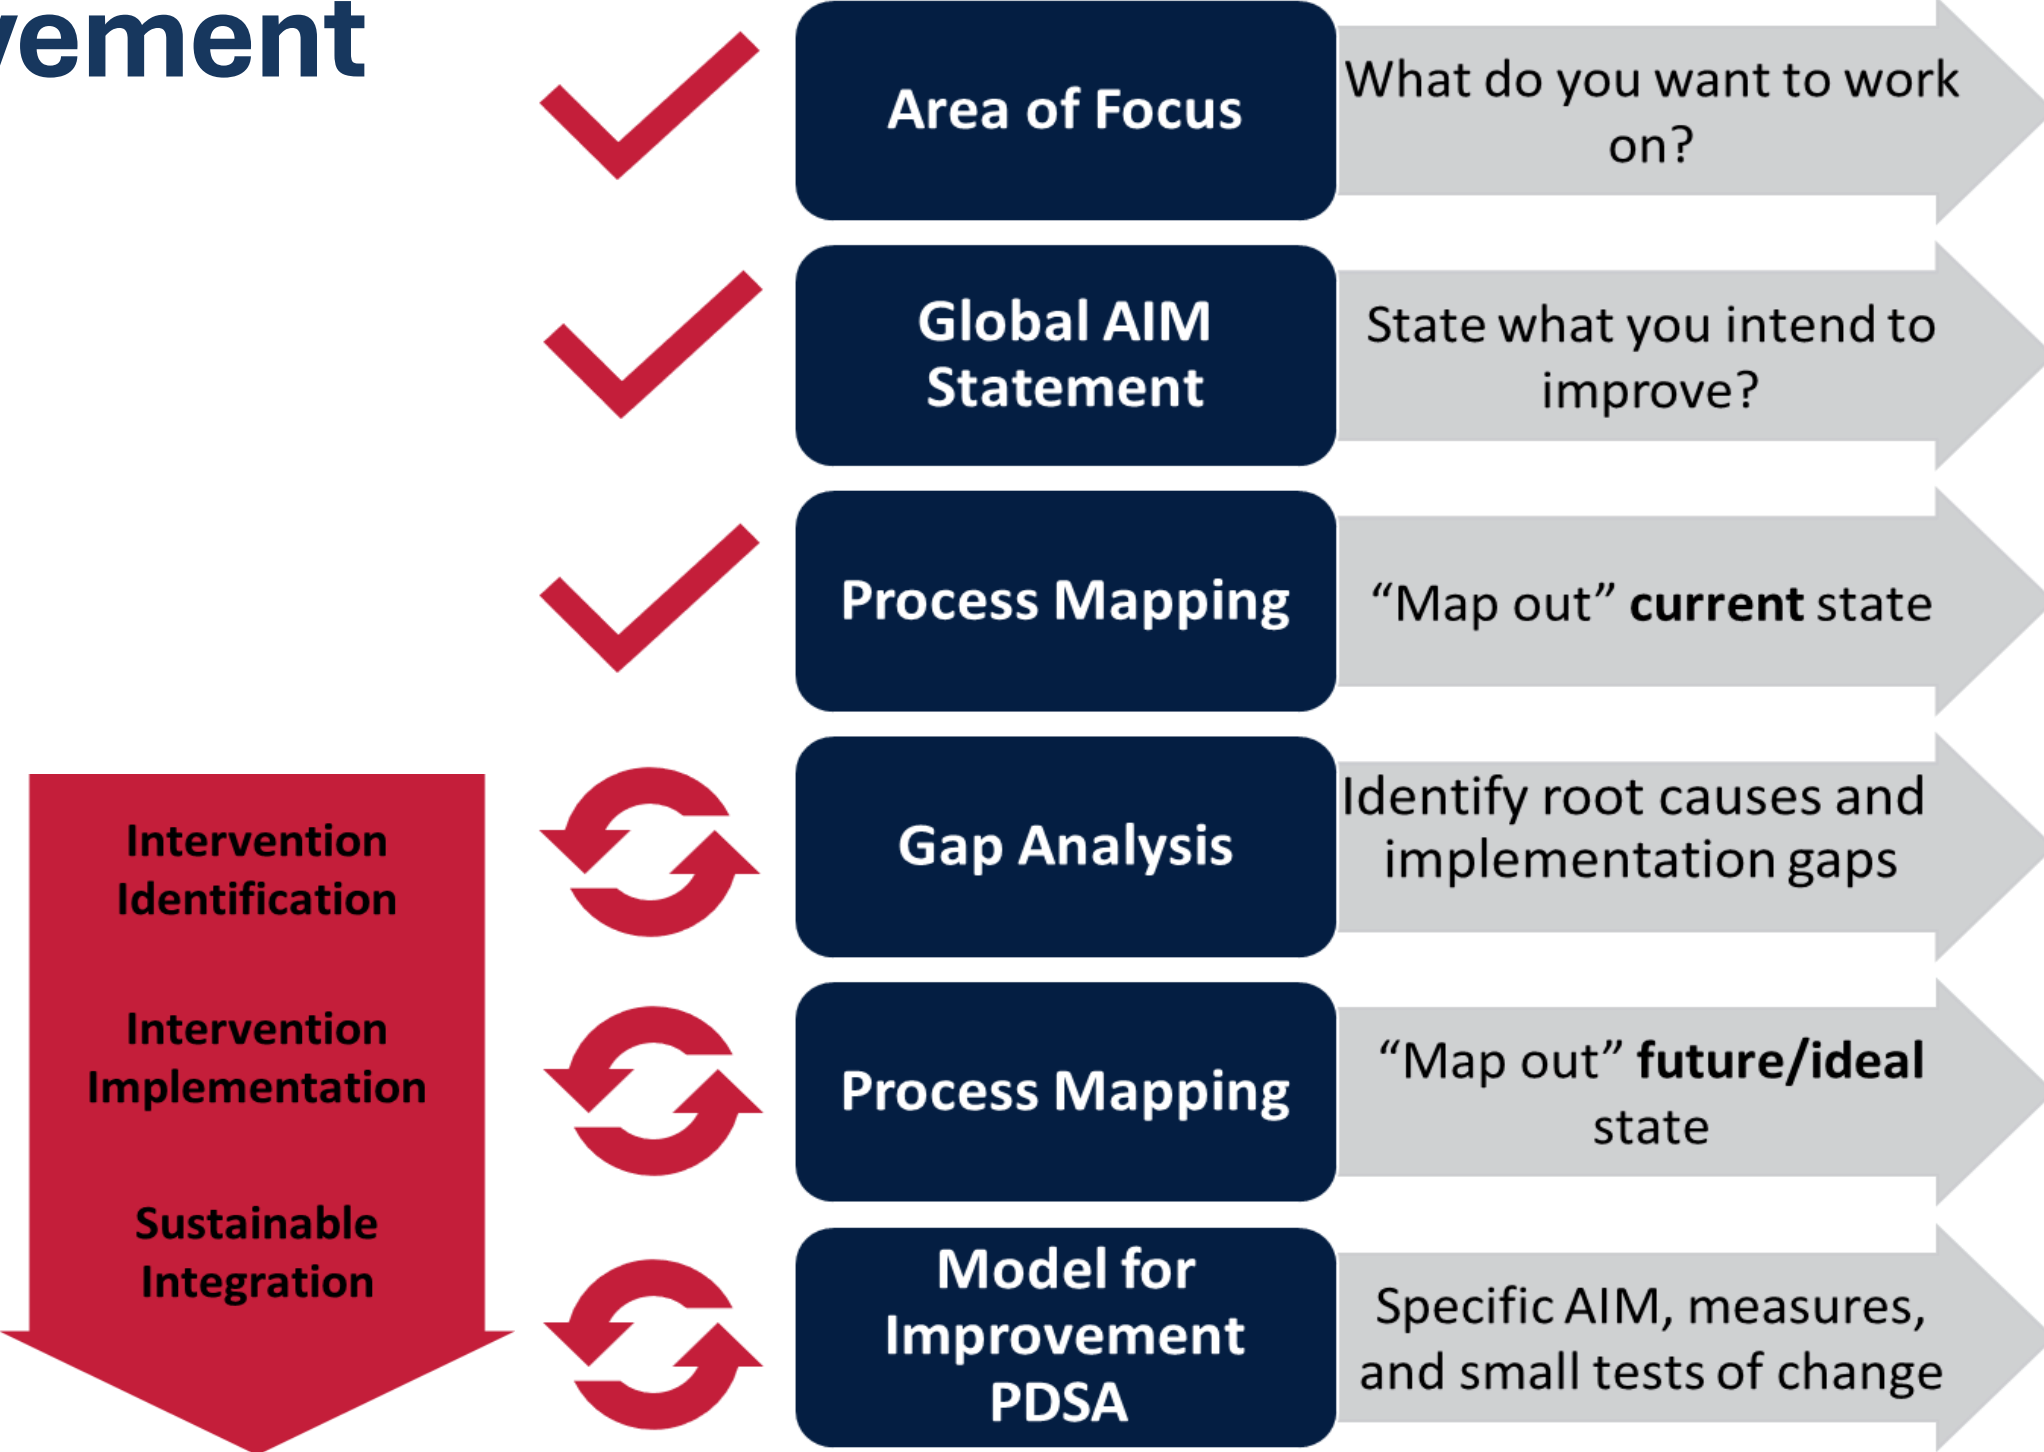 vement
Area of Focus
What do you want to work
on?
Global AIM
Statement
State what you intend to
improve?
Process Mapping
“Map out” current state
Gap Analysis
Identify root causes and
implementation gaps
Process Mapping
“Map out” future/ideal
state
Model for
Improvement
PDSA
Specific AIM, measures,
and small tests of change
Intervention
Identification
Intervention
Implementation
Sustainable
Integration